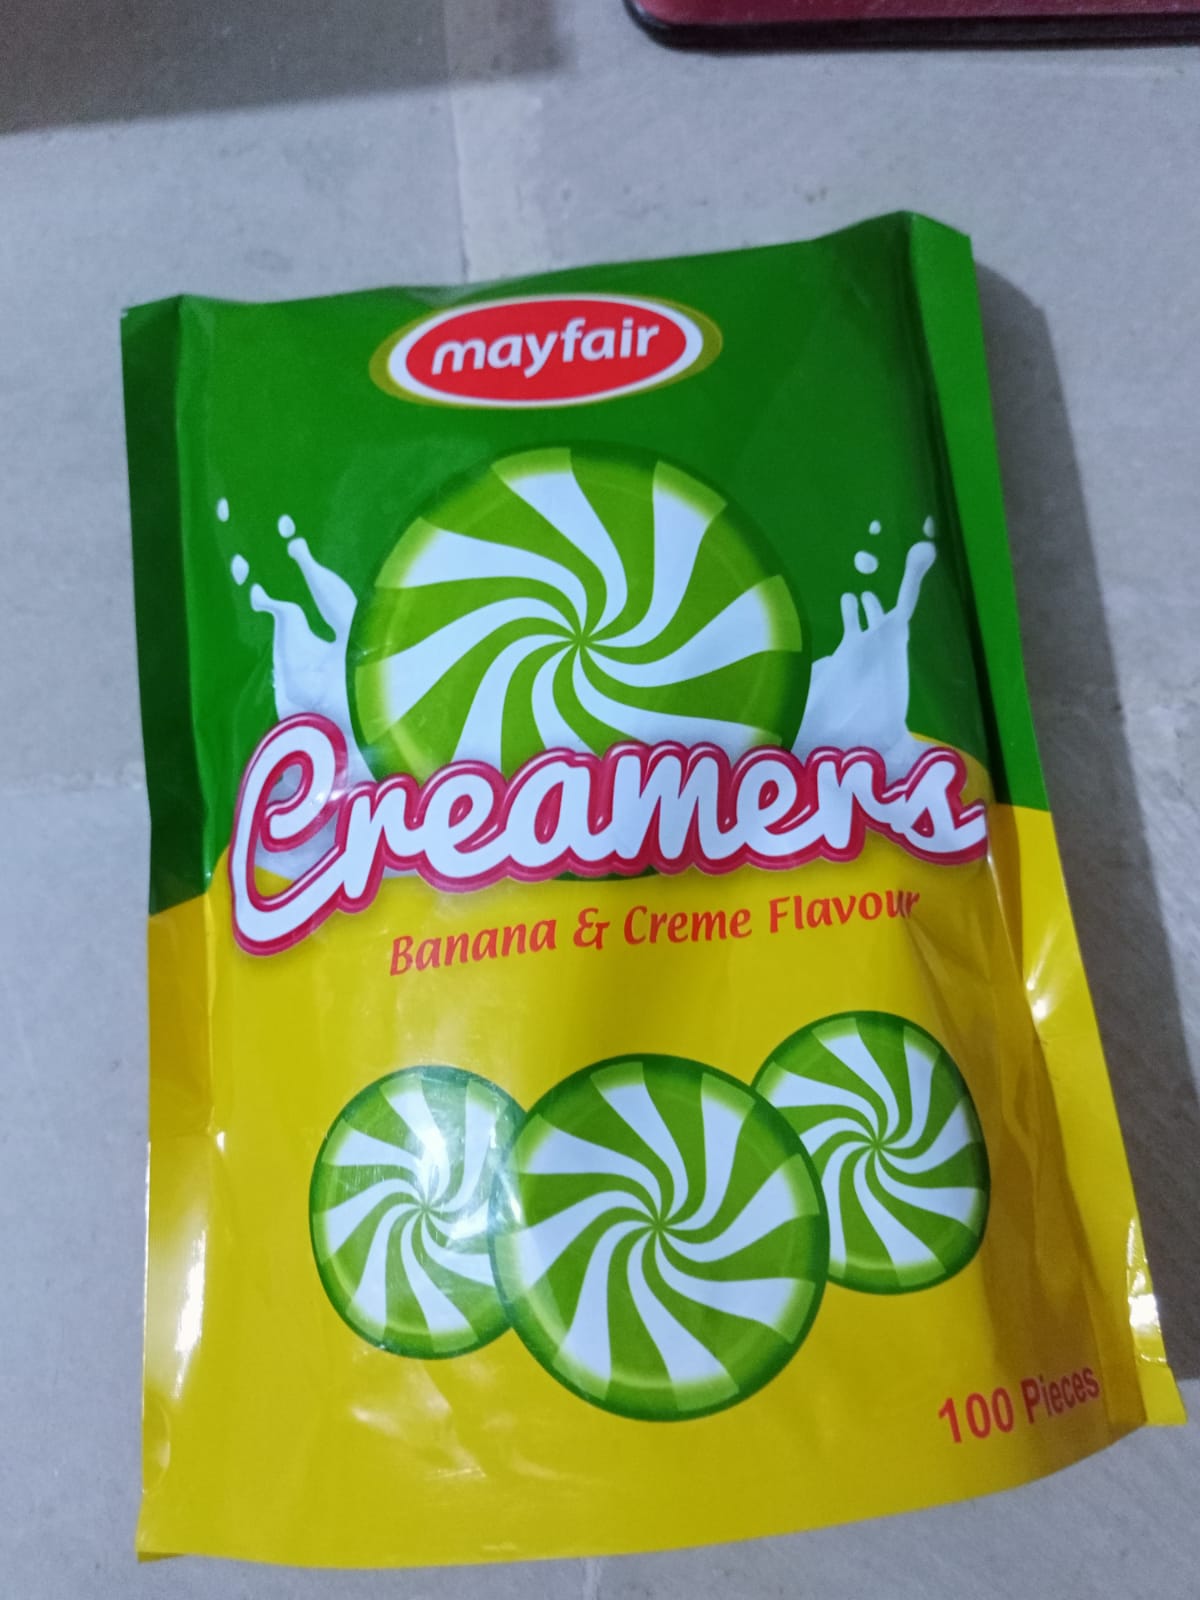 mayfair
Creamers
Banana & Creme Flavour
100 Pieces